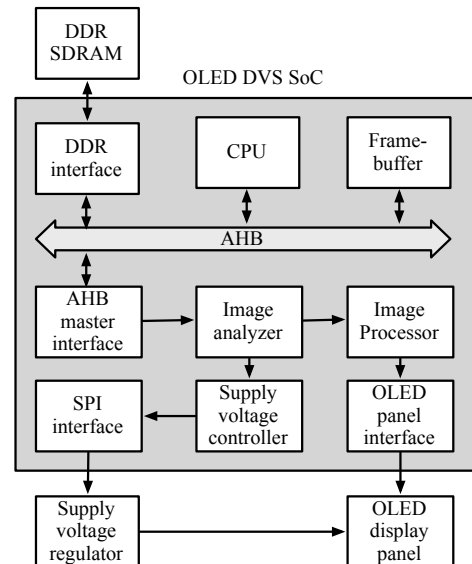 DDR
SDRAM
OLED DVS SoC
DDR
interface
CPU
Frame-
buffer
AHB
AHB
master
interface
Image
analyzer
Image
Processor
SPI
interface
Supply
voltage
controller
OLED
panel
interface
Supply
voltage
regulator
OLED
display
panel